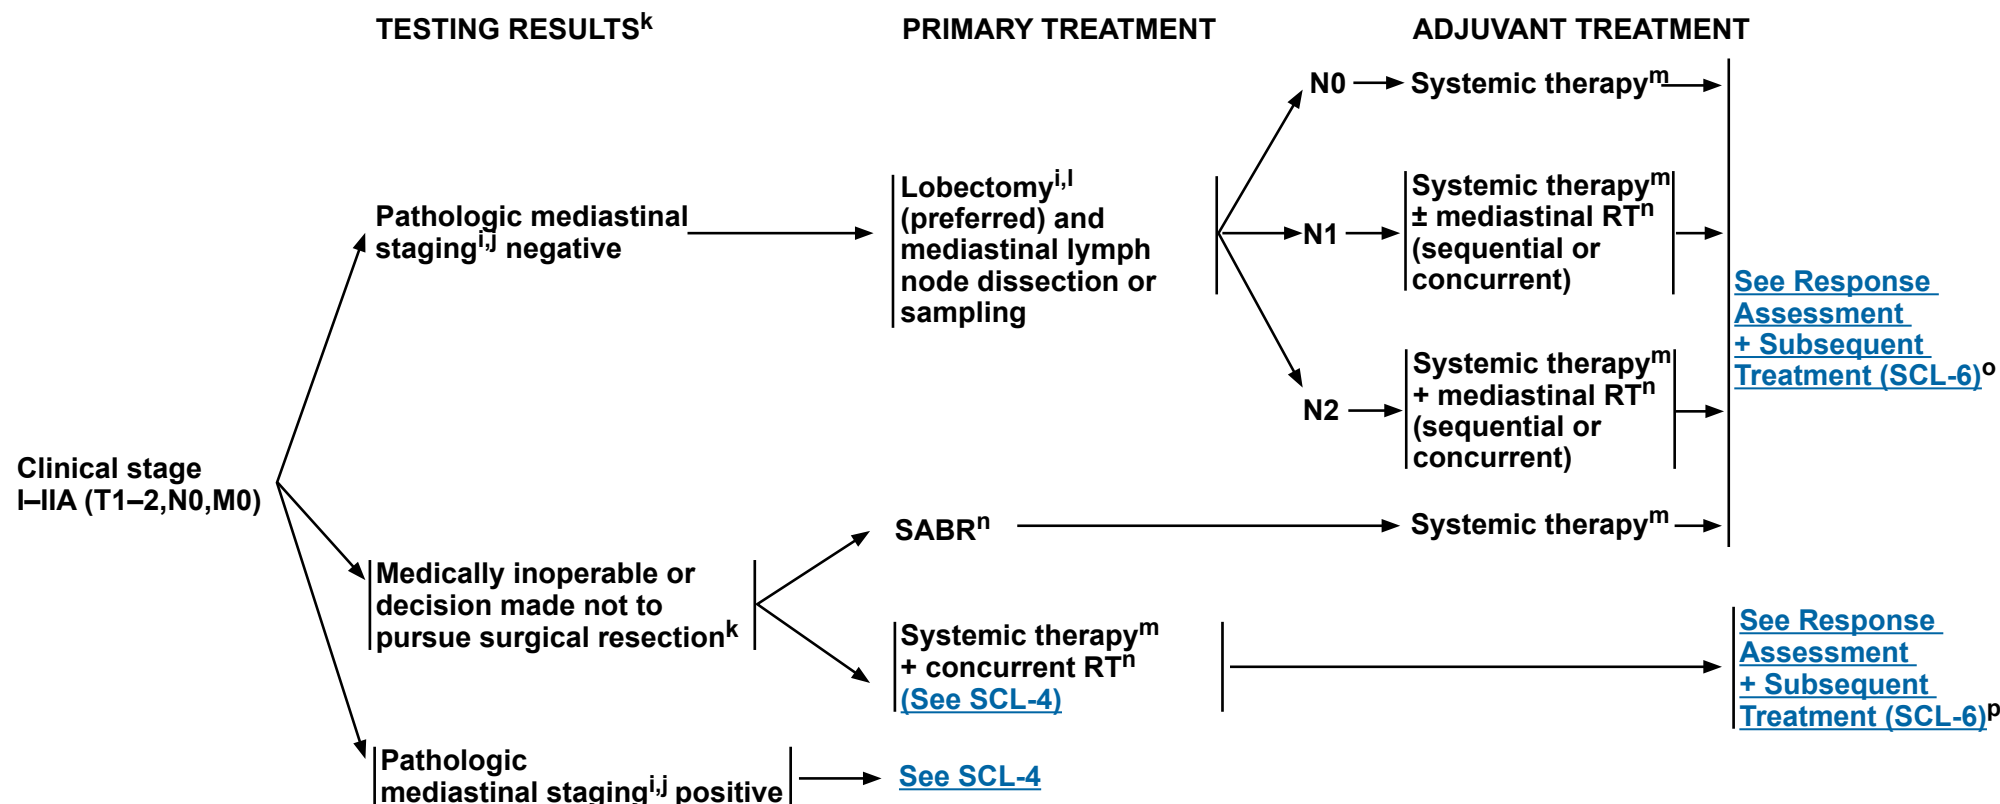 TESTING RESULTSk
PRIMARY TREATMENT
ADJUVANT TREATMENT
Clinical stage
I–IIA (T1–2,N0,M0)
Pathologic mediastinal
stagingi,j negative
Lobectomyi,l
(preferred) and
mediastinal lymph
node dissection or
sampling
N0
Systemic therapym
N1
Systemic therapym
± mediastinal RTn
(sequential or
concurrent)
N2
Systemic therapym
+ mediastinal RTn
(sequential or
concurrent)
See Response
Assessment
+ Subsequent
Treatment (SCL-6)o
Medically inoperable or
decision made not to
pursue surgical resectionk
SABRn
Systemic therapym
Systemic therapym
+ concurrent RTn
(See SCL-4)
See Response
Assessment
+ Subsequent
Treatment (SCL-6)p
Pathologic
mediastinal stagingi,j positive
See SCL-4